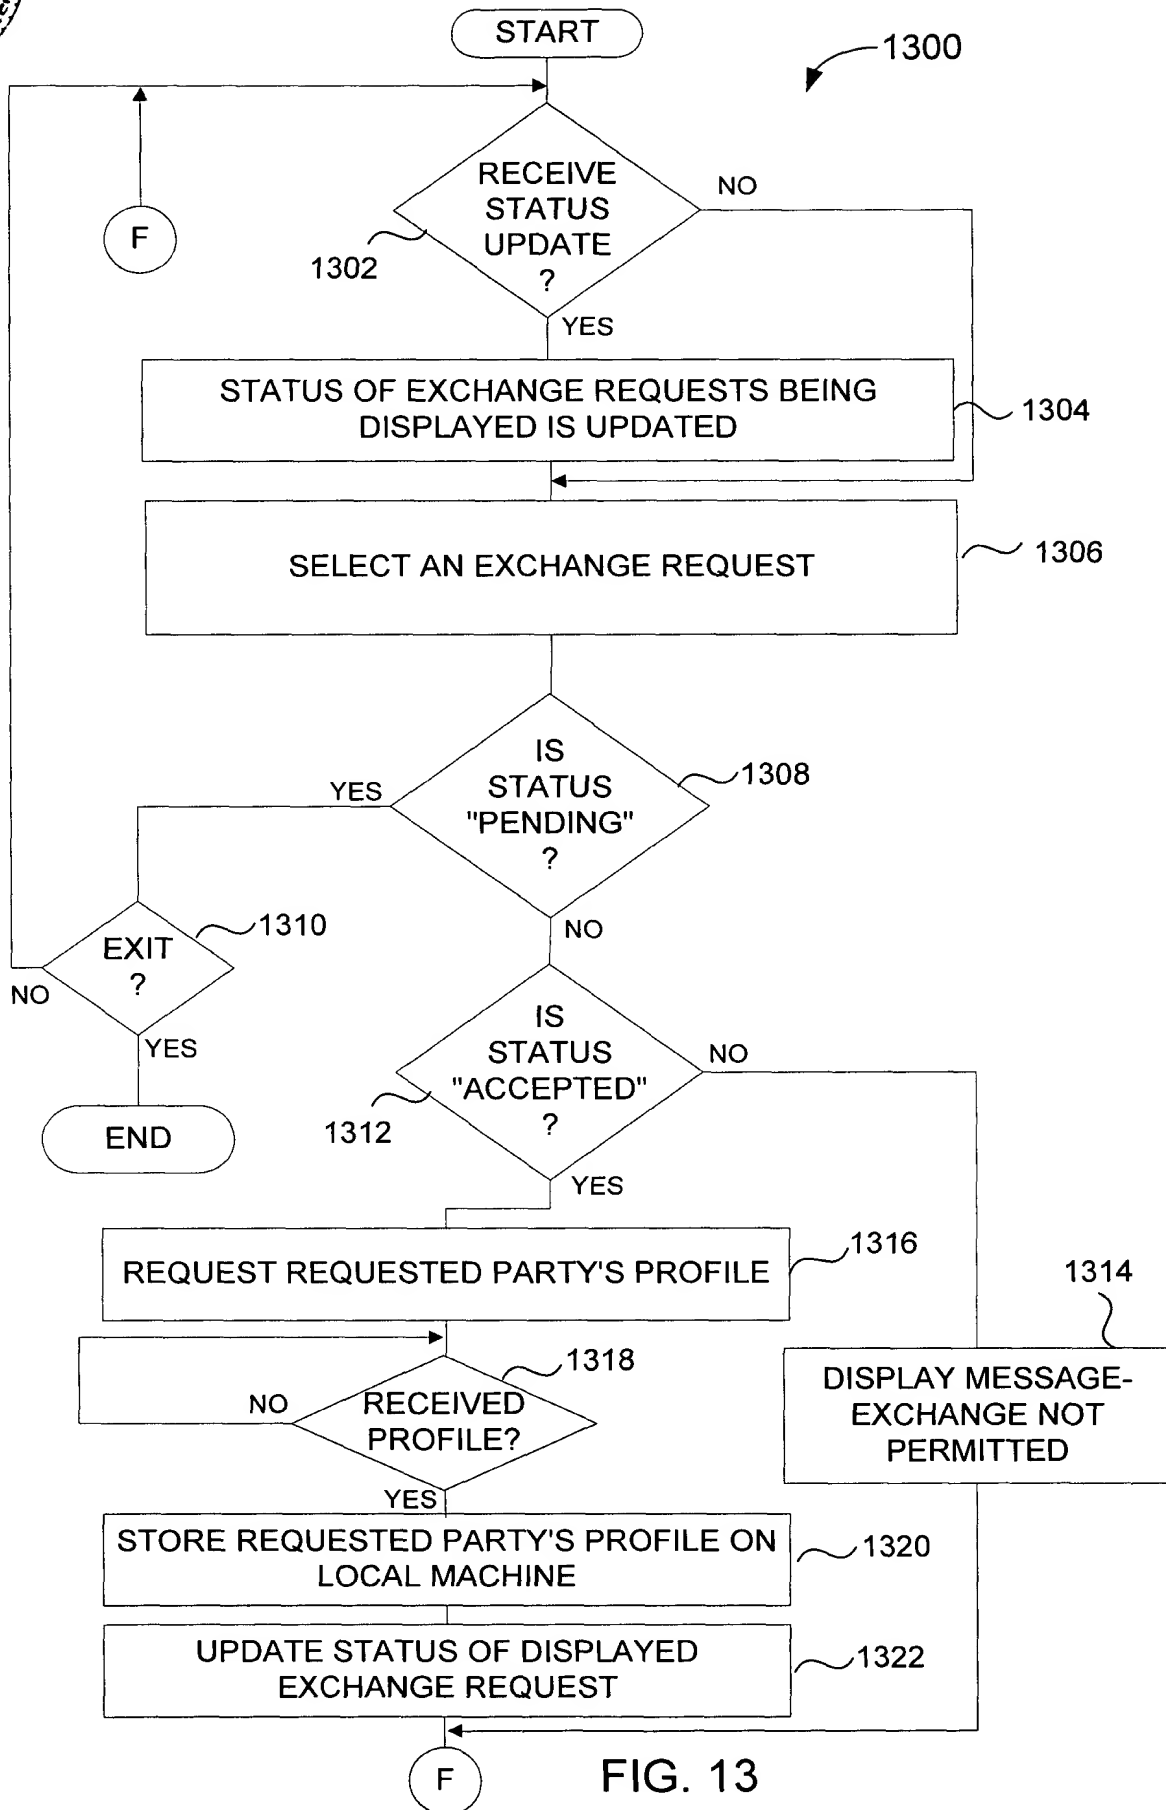 START
1300
RECEIVE
STATUS
UPDATE
?
NO
F
1302
YES
STATUS OF EXCHANGE REQUESTS BEING
DISPLAYED IS UPDATED
1304
SELECT AN EXCHANGE REQUEST
1306
IS
STATUS
"PENDING"
?
YES
1308
NO
EXIT
?
1310
NO
YES
END
IS
STATUS
"ACCEPTED"
?
NO
1312
YES
REQUEST REQUESTED PARTY'S PROFILE
1316
1314
RECEIVED
PROFILE?
1318
NO
YES
DISPLAY MESSAGE-
EXCHANGE NOT
PERMITTED
STORE REQUESTED PARTY'S PROFILE ON
LOCAL MACHINE
1320
UPDATE STATUS OF DISPLAYED
EXCHANGE REQUEST
1322
F
FIG. 13